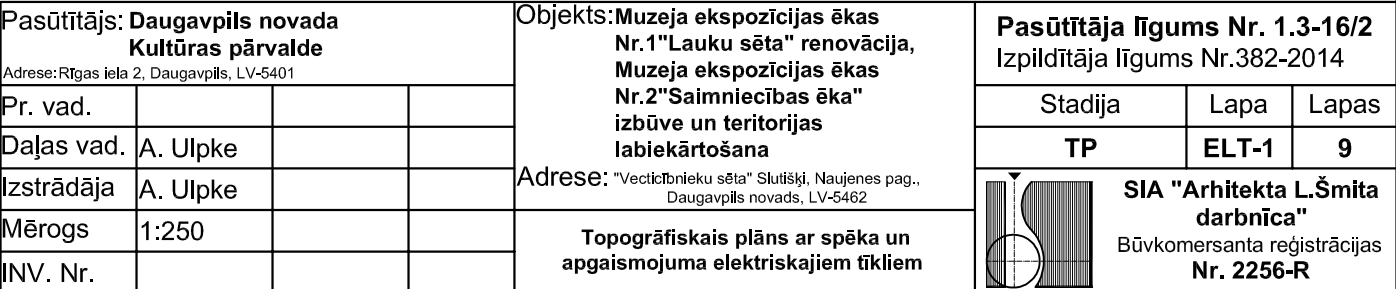 Pasūtītājs: Daugavpils novada
Kultūras pārvalde
Adrese: Rīgas iela 2, Daugavpils, LV-5401
Pr. vad.
Daļas vad. A. Ulpke
Izstrādāja A. Ulpke
Mērogs 1:250
INV. Nr.
Objekts: Muzeja ekspozīcijas ēkas
Nr.1"Lauku sēta" renovācija,
Muzeja ekspozīcijas ēkas
Nr.2"Saimniecības ēka"
izbūve un teritorijas
labiekārtošana
Adrese: "Vecticībnieku sēta" Slutišķi, Naujenes pag.,
Daugavpils novads, LV-5462
Topogrāfiskais plāns ar spēka un
apgaismojuma elektriskajiem tīkliem
Pasūtītāja līgums Nr. 1.3-16/2
Izpildītāja līgums Nr.382-2014
Stadija Lapa Lapas
TP ELT-1 9
SIA "Arhitekta L.Šmita
darbnīca"
Būvkomersanta reģistrācijas
Nr. 2256-R